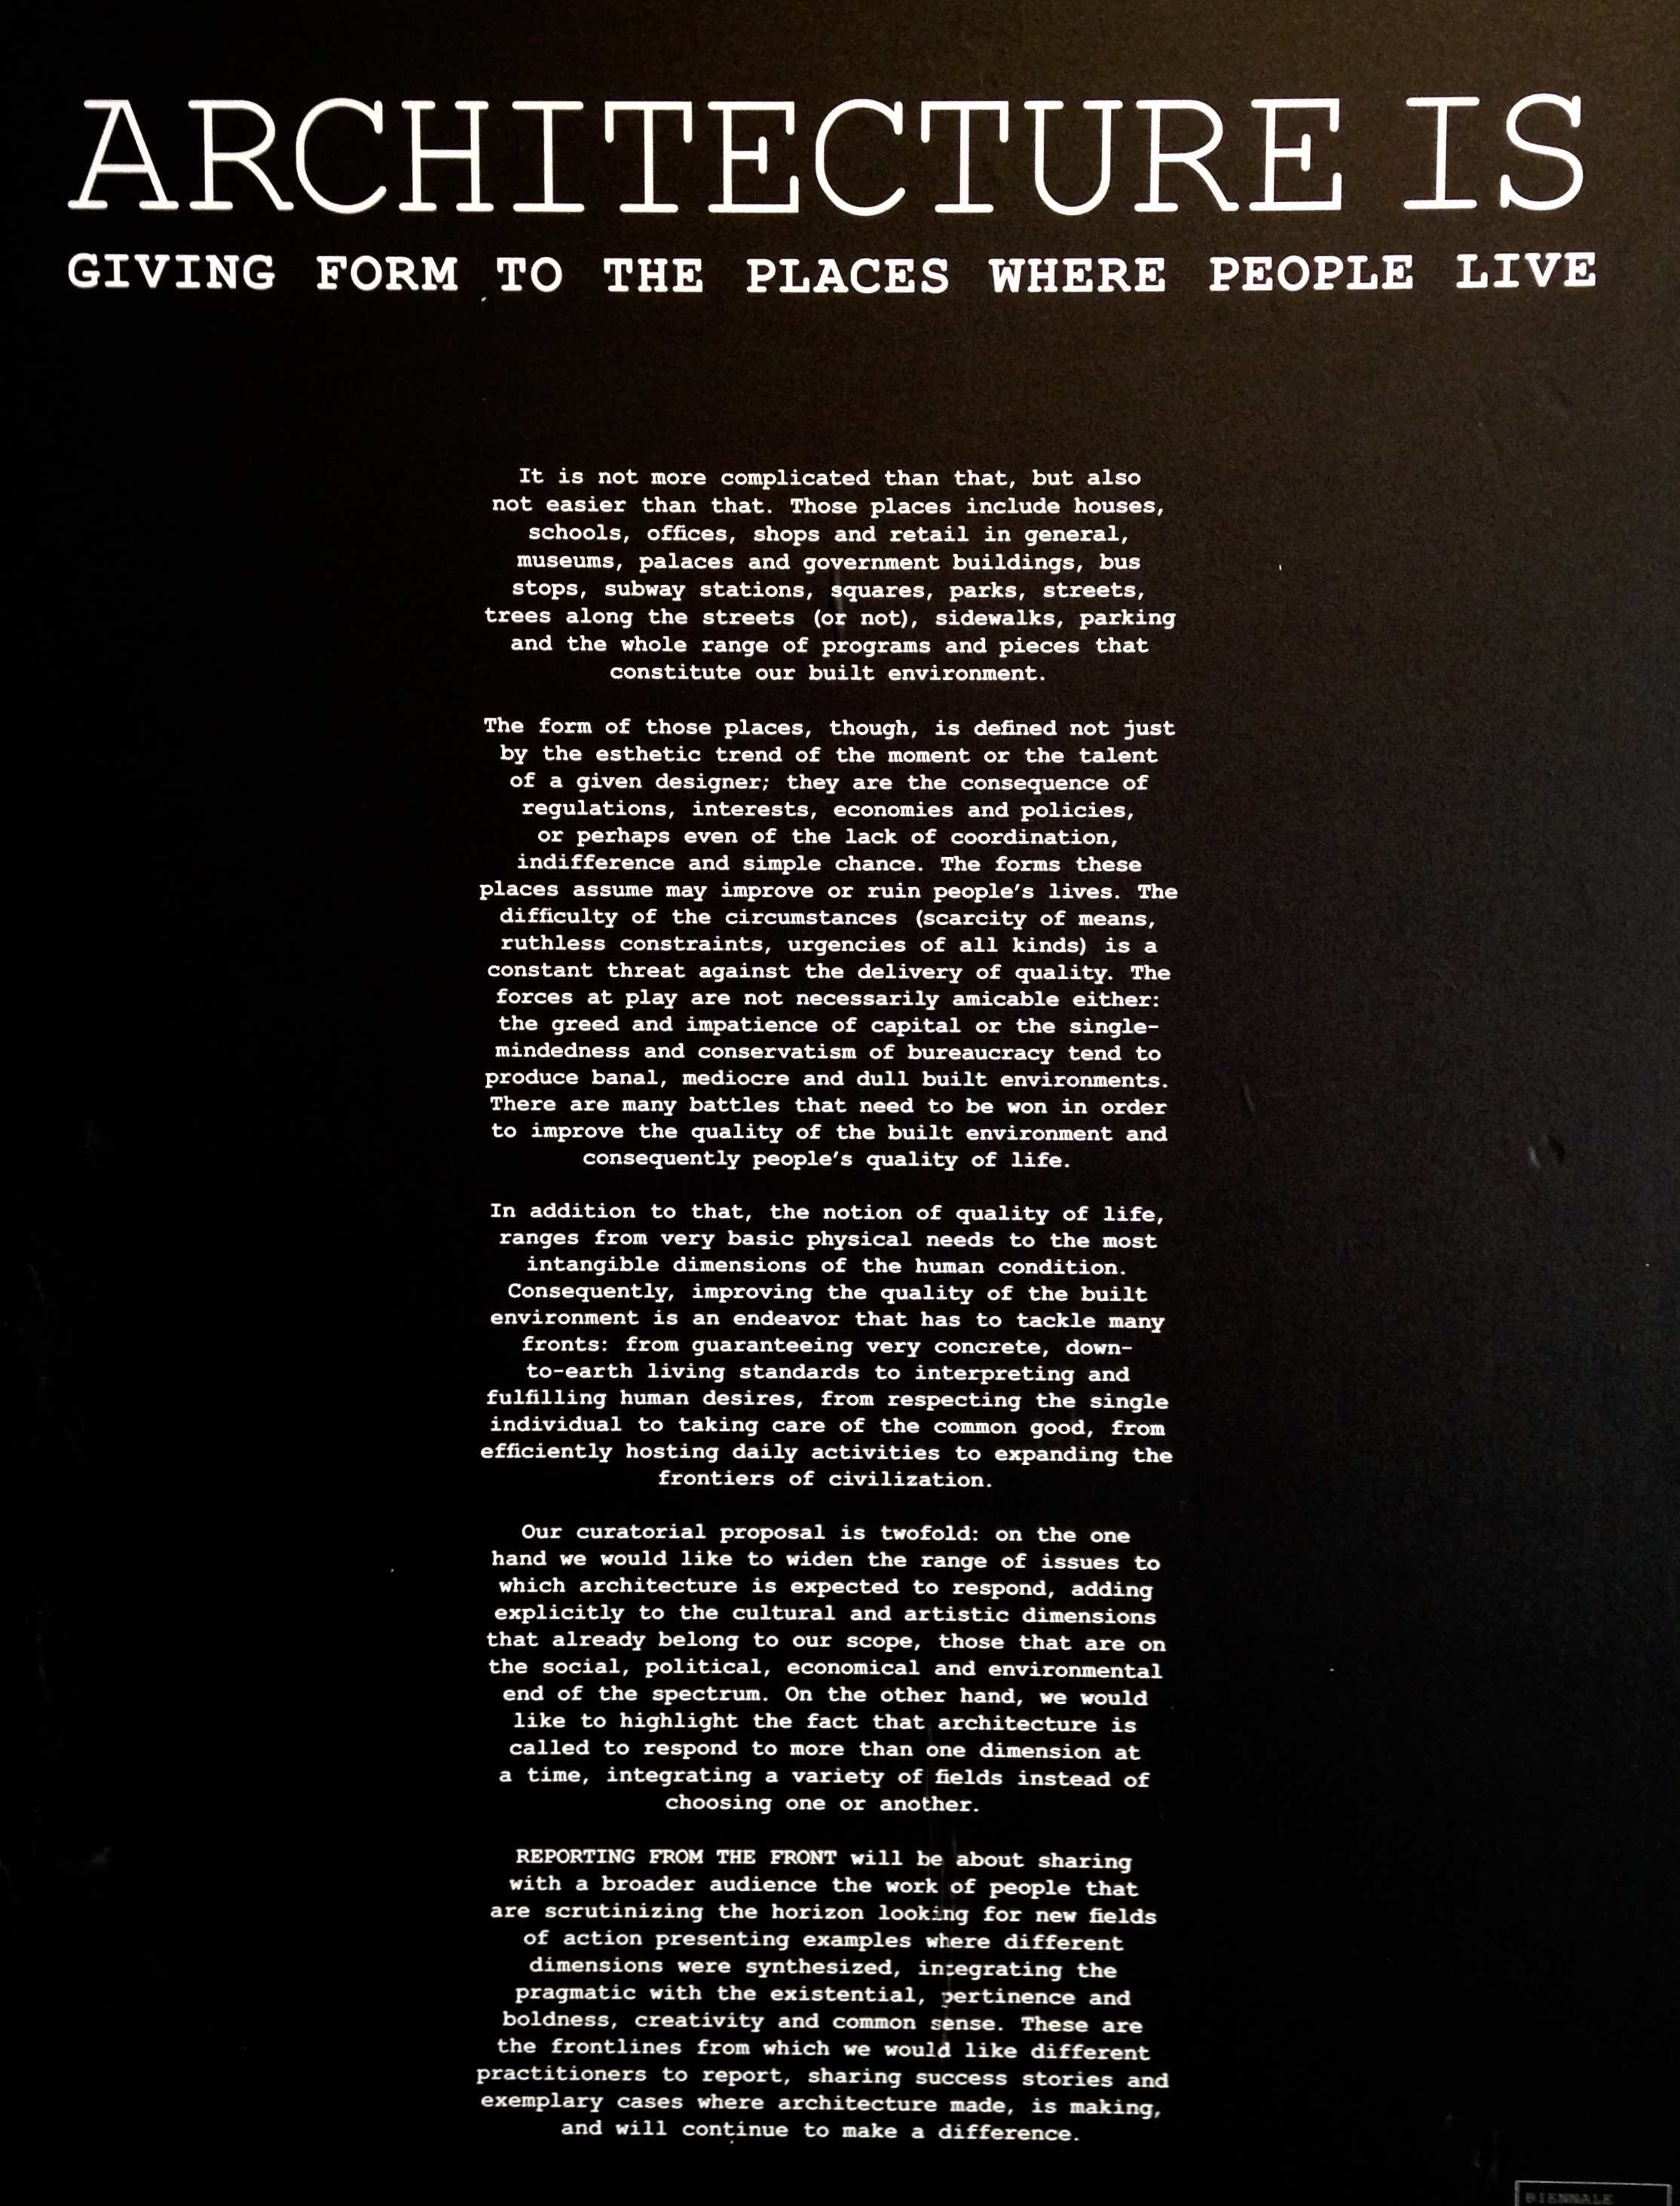 ARCHITECTURE IS
GIVING FORM TO THE PLACES WHERE PEOPLE LIVE
It is not more complicated than that, but also
not easier than that. Those places include houses,
schools, offices, shops and retail in general,
museums, palaces and government buildings, bus
stops, subway stations, squares, parks, streets,
trees along the streets (or not), sidewalks, parking
and the whole range of programs and pieces that
constitute our built environment.
The form of those places, though, is defined not just
by the esthetic trend of the moment or the talent
of a given designer; they are the consequence of
regulations, interests, economies and policies,
or perhaps even of the lack of coordination,
indifference and simple chance. The forms these
places assume may improve or ruin people's lives. The
difficulty of the circumstances (scarcity of means,
ruthless constraints, urgencies of all kinds) is a
constant threat against the delivery of quality. The
forces at play are not necessarily amicable either:
the greed and impatience of capital or the single-
mindedness and conservatism of bureaucracy tend to
produce banal, mediocre and dull built environments.
There are many battles that need to be won in order
to improve the quality of the built environment and
consequently people's quality of life.
In addition to that, the notion of quality of life,
ranges from very basic physical needs to the most
intangible dimensions of the human condition.
Consequently, improving the quality of the built
environment is an endeavor that has to tackle many
fronts: from guaranteeing very concrete, down-
to-earth living standards to interpreting and
fulfilling human desires, from respecting the single
individual to taking care of the common good, from
efficiently hosting daily activities to expanding the
frontiers of civilization.
Our curatorial proposal is twofold: on the one
hand we would like to widen the range of issues to
which architecture is expected to respond, adding
explicitly to the cultural and artistic dimensions
that already belong to our scope, those that are on
the social, political, economical and environmental
end of the spectrum. On the other hand, we would
like to highlight the fact that architecture is
called to respond to more than one dimension at
a time, integrating a variety of fields instead of
choosing one or another.
REPORTING FROM THE FRONT will be about sharing
with a broader audience the work of people that
are scrutinizing the horizon looking for new fields
of action presenting examples where different
dimensions were synthesized, integrating the
pragmatic with the existential, pertinence and
boldness, creativity and common sense. These are
the frontlines from which we would like different
practitioners to report, sharing success stories and
exemplary cases where architecture made, is making,
and will continue to make a difference.
BIENNALE